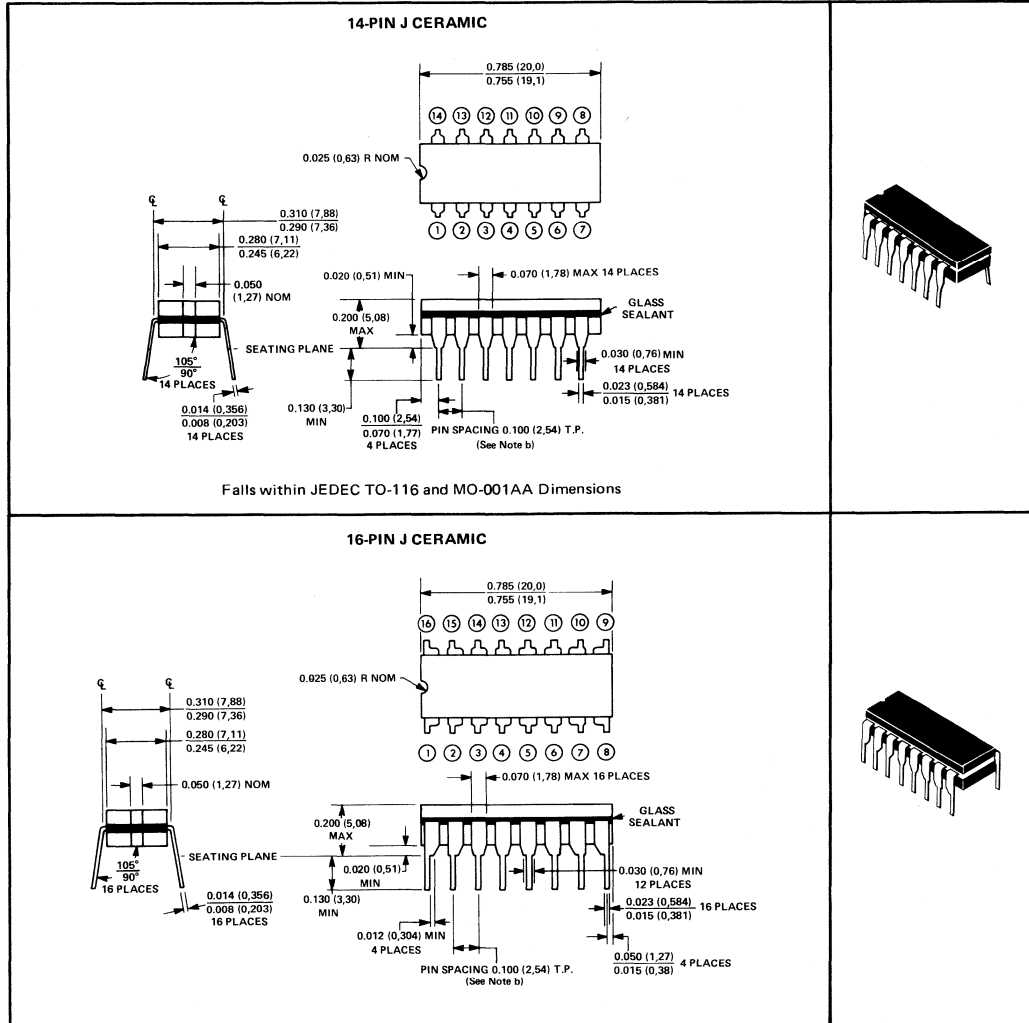 14-PIN J CERAMIC
0.785 (20,0)
0.755 (19,1)
14 13 12 11 10 9 8
0.025 (0,63) R NOM
1 2 3 4 5 6 7
℄ ℄
0.310 (7,88)
0.290 (7,36)
0.280 (7,11)
0.245 (6,22)
0.050
(1,27) NOM
0.020 (0,51) MIN
0.070 (1,78) MAX 14 PLACES
0.200 (5,08)
MAX
GLASS
SEALANT
SEATING PLANE
105°
90°
14 PLACES
0.030 (0,76) MIN
14 PLACES
0.014 (0,356)
0.008 (0,203)
14 PLACES
0.130 (3,30)
MIN
0.100 (2,54)
0.070 (1,77)
4 PLACES
0.023 (0,584)
0.015 (0,381)
14 PLACES
PIN SPACING 0.100 (2,54) T.P.
(See Note b)
Falls within JEDEC TO-116 and MO-001AA Dimensions
16-PIN J CERAMIC
0.785 (20,0)
0.755 (19,1)
16 15 14 13 12 11 10 9
0.025 (0,63) R NOM
1 2 3 4 5 6 7 8
℄ ℄
0.310 (7,88)
0.290 (7,36)
0.280 (7,11)
0.245 (6,22)
0.050 (1,27) NOM
0.070 (1,78) MAX 16 PLACES
0.200 (5,08)
MAX
GLASS
SEALANT
SEATING PLANE
105°
90°
16 PLACES
0.020 (0,51)
MIN
0.030 (0,76) MIN
12 PLACES
0.014 (0,356)
0.008 (0,203)
16 PLACES
0.130 (3,30)
MIN
0.023 (0,584)
0.015 (0,381)
16 PLACES
0.012 (0,304) MIN
4 PLACES
0.050 (1,27)
0.015 (0,38)
4 PLACES
PIN SPACING 0.100 (2,54) T.P.
(See Note b)